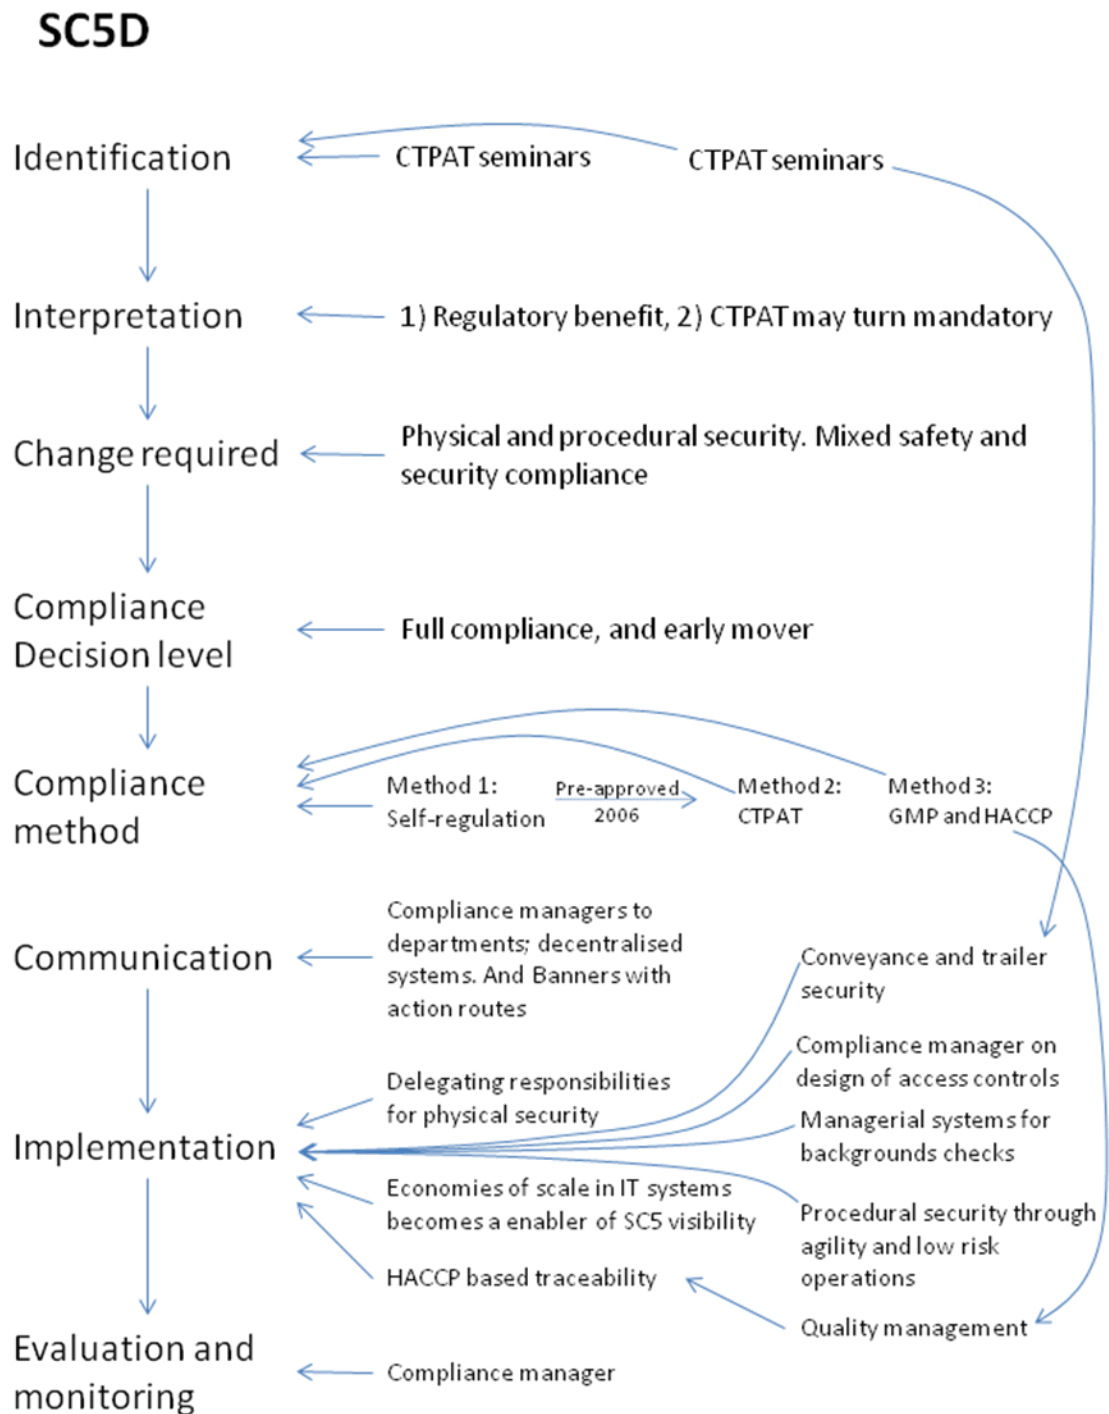 SC5D
Identification
CTPAT seminars
CTPAT seminars
Interpretation
1) Regulatory benefit, 2) CTPAT may turn mandatory
Change required
Physical and procedural security. Mixed safety and
security compliance
Compliance
Decision level
Full compliance, and early mover
Compliance
method
Method 1:
Self-regulation
Pre-approved
2006
Method 2:
CTPAT
Method 3:
GMP and HACCP
Communication
Compliance managers to
departments; decentralised
systems. And Banners with
action routes
Conveyance and trailer
security
Compliance manager on
design of access controls
Delegating responsibilities
for physical security
Managerial systems for
backgrounds checks
Implementation
Economies of scale in IT systems
becomes a enabler of SC5 visibility
Procedural security through
agility and low risk
operations
HACCP based traceability
Quality management
Evaluation and
monitoring
Compliance manager